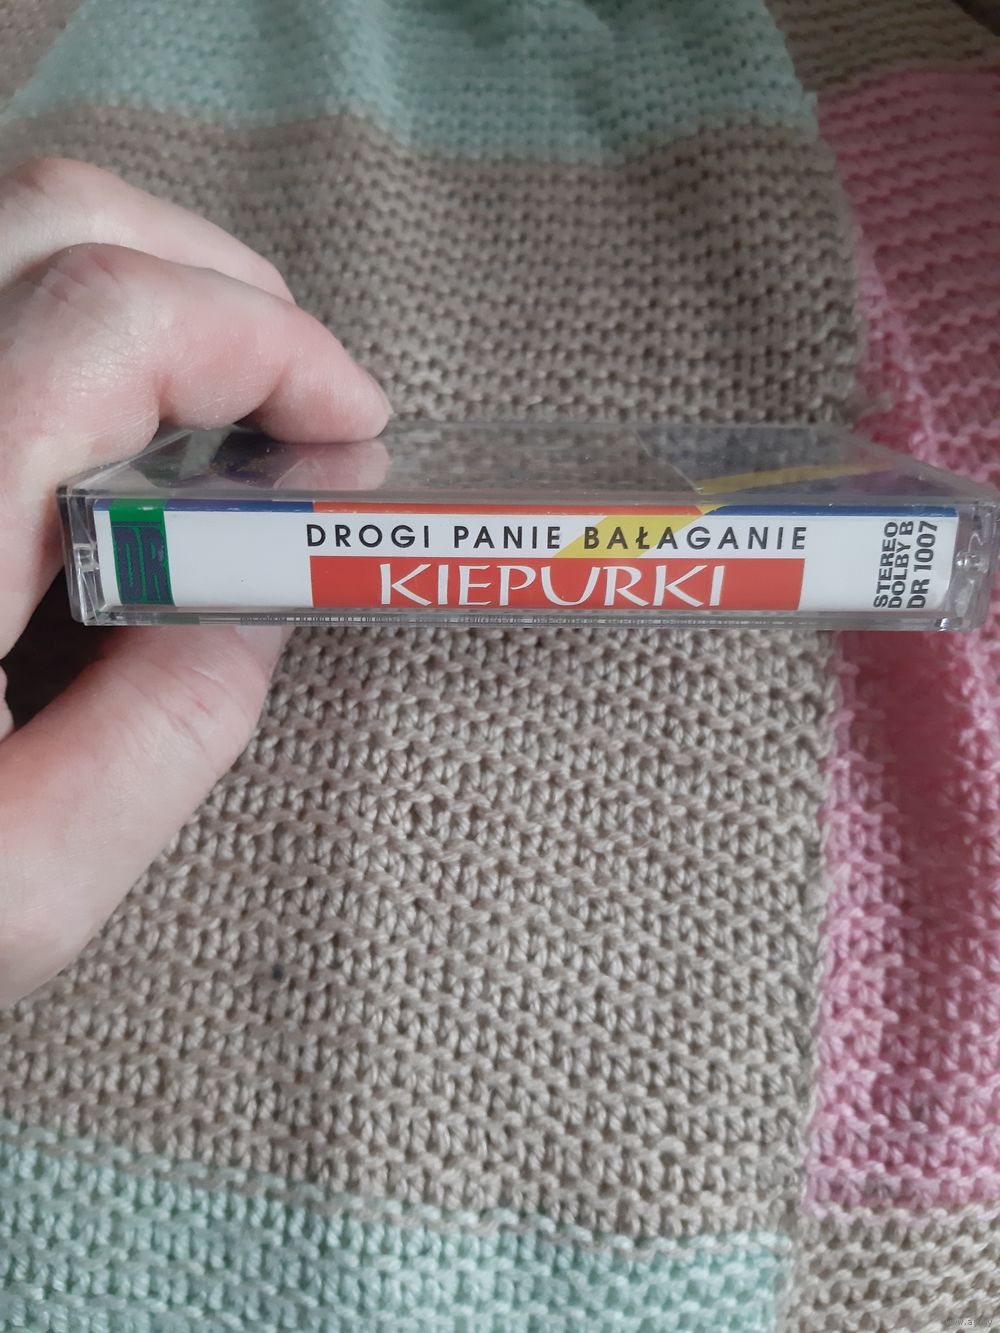 DR
DROGI PANIE BAŁAGANIE
KIEPURKI
STEREO
DOLBY B
DR 1007